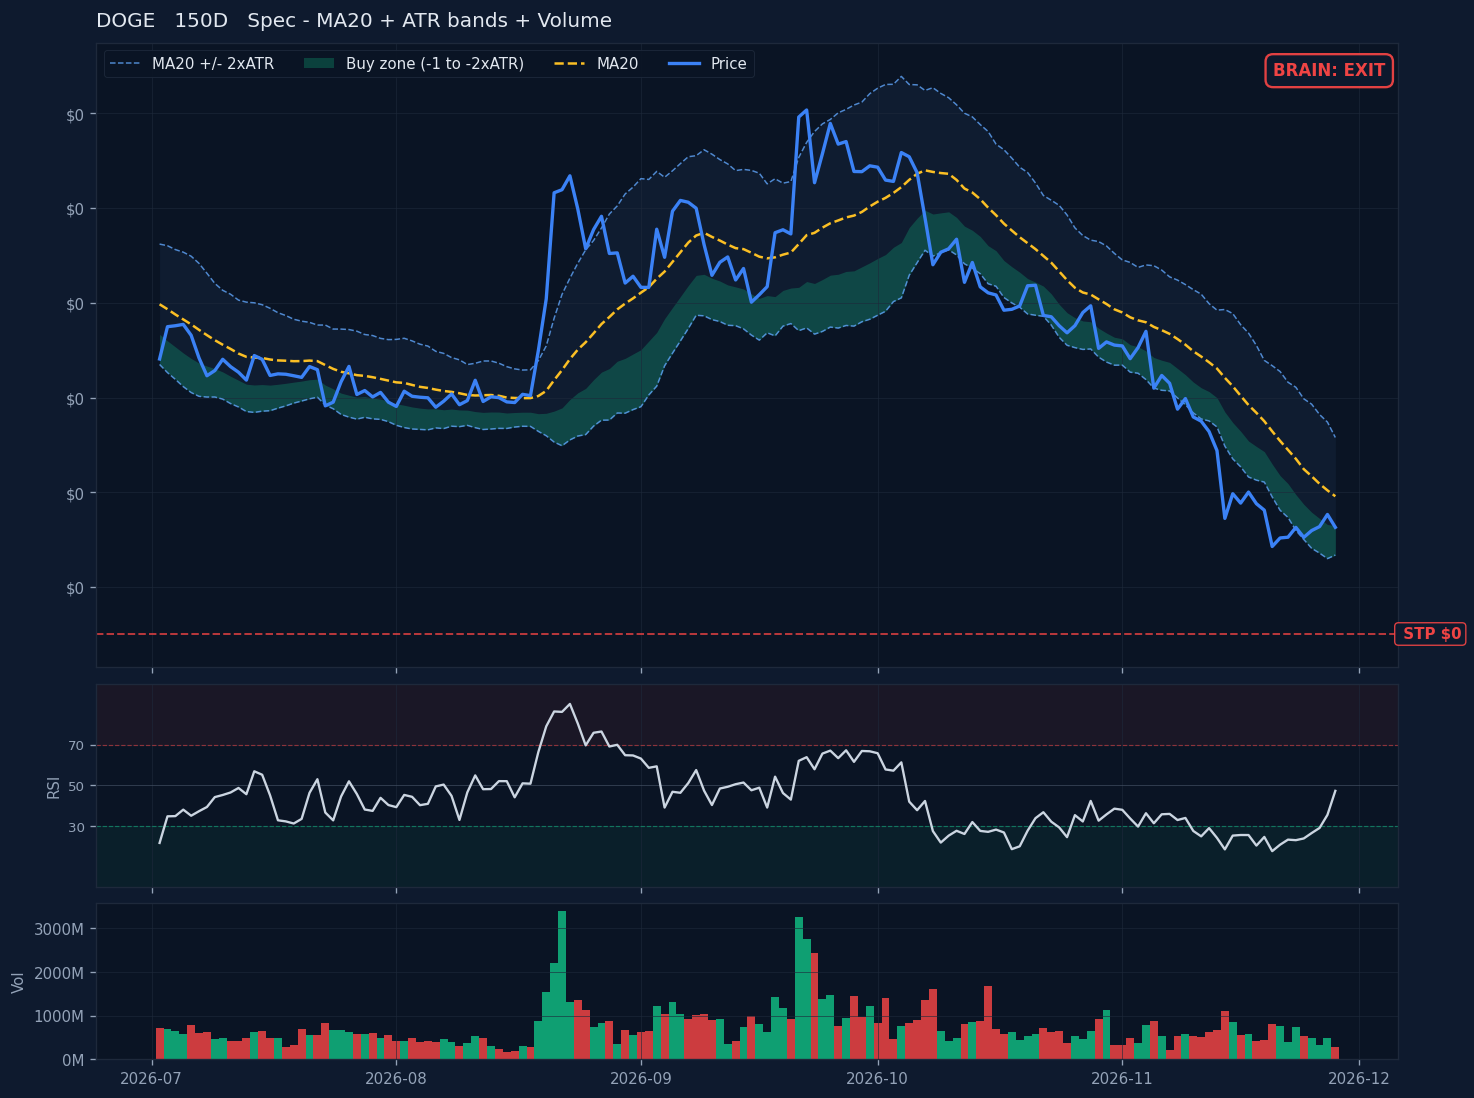 DOGE   150D   Spec - MA20 + ATR bands + Volume
MA20 +/- 2xATR
Buy zone (-1 to -2xATR)
MA20
Price
BRAIN: EXIT
$0
$0
$0
$0
$0
$0
STP $0
70
50
30
RSI
3000M
2000M
1000M
0M
Vol
2026-07
2026-08
2026-09
2026-10
2026-11
2026-12